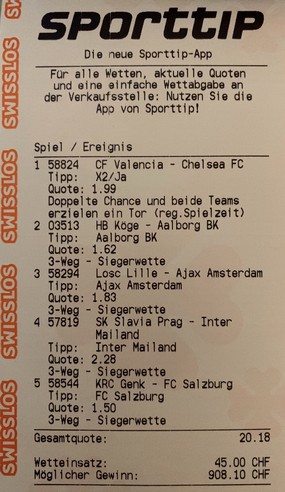 SPORTTIP
Die neue Sporttip-App
Für alle Wetten, aktuelle Quoten
und eine einfache Wettabgabe an
der Verkaufsstelle: Nutzen Sie die
App von Sporttip!
Spiel / Ereignis
1 58824 CF Valencia - Chelsea FC
Tipp: X2/Ja
Quote: 1.99
Doppelte Chance und beide Teams
erzielen ein Tor (reg.Spielzeit)
2 03513 HB Köge - Aalborg BK
Tipp: Aalborg BK
Quote: 1.62
3-Weg - Siegerwette
3 58294 Losc Lille - Ajax Amsterdam
Tipp: Ajax Amsterdam
Quote: 1.83
3-Weg - Siegerwette
4 57819 SK Slavia Prag - Inter
Mailand
Tipp: Inter Mailand
Quote: 2.28
3-Weg - Siegerwette
5 58544 KRC Genk - FC Salzburg
Tipp: FC Salzburg
Quote: 1.50
3-Weg - Siegerwette
Gesamtquote: 20.18
Wetteinsatz: 45.00 CHF
Möglicher Gewinn: 908.10 CHF
SWISSLOS
SWISSLOS
SWISSLOS
SWISSLOS